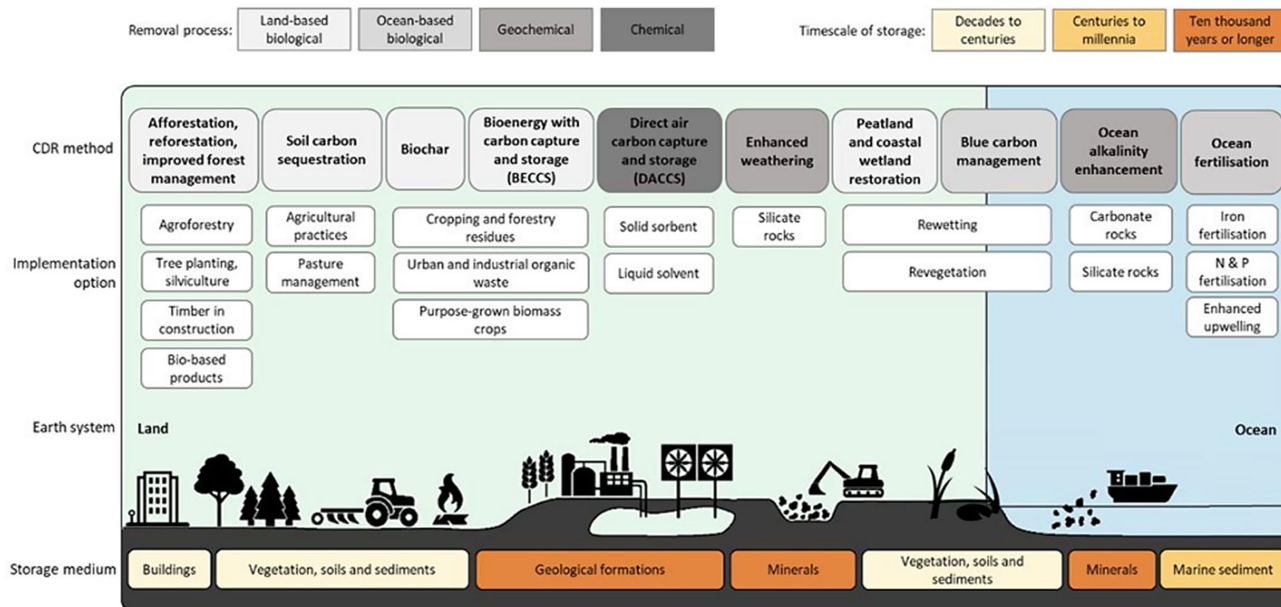 Removal process:
Land-based
biological
Ocean-based
biological
Geochemical
Chemical
Timescale of storage:
Decades to
centuries
Centuries to
millennia
Ten thousand
years or longer
CDR method
Afforestation,
reforestation,
improved forest
management
Soil carbon
sequestration
Biochar
Bioenergy with
carbon capture
and storage
(BECCS)
Direct air
carbon capture
and storage
(DACCS)
Enhanced
weathering
Peatland
and coastal
wetland
restoration
Blue carbon
management
Ocean
alkalinity
enhancement
Ocean
fertilisation
Implementation
option
Agroforestry
Tree planting,
silviculture
Timber in
construction
Bio-based
products
Agricultural
practices
Pasture
management
Cropping and forestry
residues
Urban and industrial organic
waste
Purpose-grown biomass
crops
Solid sorbent
Liquid solvent
Silicate
rocks
Rewetting
Revegetation
Carbonate
rocks
Silicate rocks
Iron
fertilisation
N & P
fertilisation
Enhanced
upwelling
Earth system
Land
Ocean
Storage medium
Buildings
Vegetation, soils and sediments
Geological formations
Minerals
Vegetation, soils and
sediments
Minerals
Marine sediment